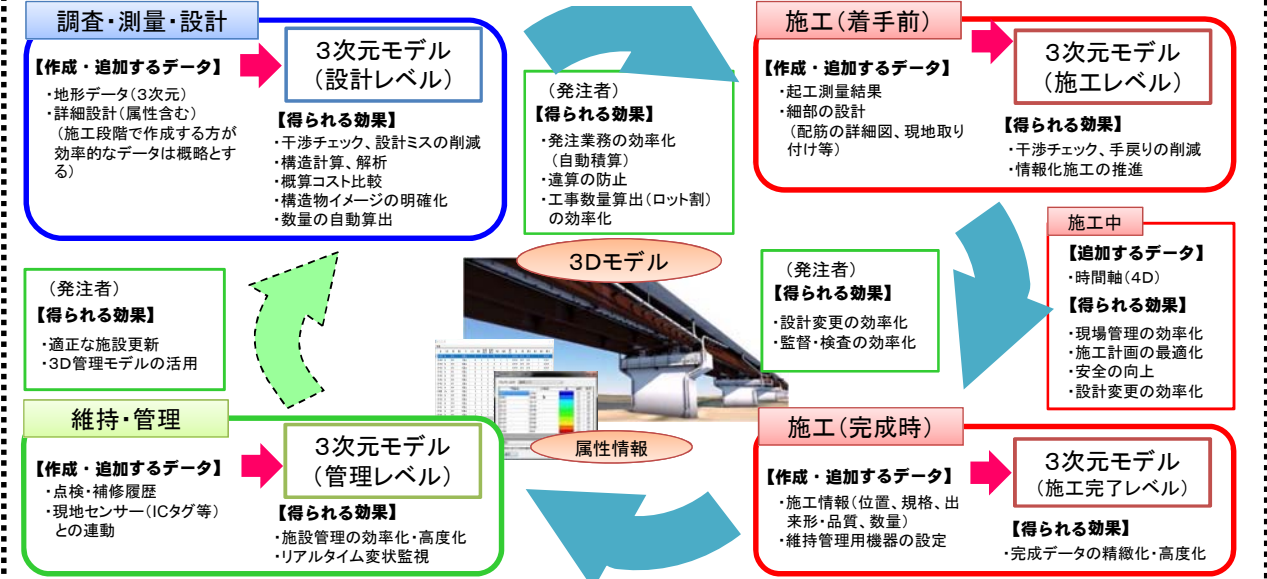 調査・測量・設計
【作成・追加するデータ】
・地形データ(3次元)
・詳細設計(属性含む)
(施工段階で作成する方が
効率的なデータは概略とす
る)
3次元モデル
(設計レベル)
【得られる効果】
・干渉チェック、設計ミスの削減
・構造計算、解析
・概算コスト比較
・構造物イメージの明確化
・数量の自動算出
(発注者)
【得られる効果】
・発注業務の効率化
(自動積算)
・違算の防止
・工事数量算出(ロット割)
の効率化
施工(着手前)
【作成・追加するデータ】
・起工測量結果
・細部の設計
(配筋の詳細図、現地取り
付け等)
3次元モデル
(施工レベル)
【得られる効果】
・干渉チェック、手戻りの削減
・情報化施工の推進
施工中
【追加するデータ】
・時間軸(4D)
【得られる効果】
・現場管理の効率化
・施工計画の最適化
・安全の向上
・設計変更の効率化
(発注者)
【得られる効果】
・設計変更の効率化
・監督・検査の効率化
3Dモデル
属性情報
(発注者)
【得られる効果】
・適正な施設更新
・3D管理モデルの活用
維持・管理
【作成・追加するデータ】
・点検・補修履歴
・現地センサー(ICタグ等)
との連動
3次元モデル
(管理レベル)
【得られる効果】
・施設管理の効率化・高度化
・リアルタイム変状監視
施工(完成時)
【作成・追加するデータ】
・施工情報(位置、規格、出
来形・品質、数量)
・維持管理用機器の設定
3次元モデル
(施工完了レベル)
【得られる効果】
・完成データの精緻化・高度化